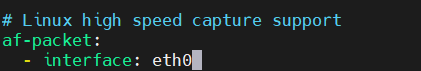 # Linux high speed capture support
af-packet:
  - interface: eth0